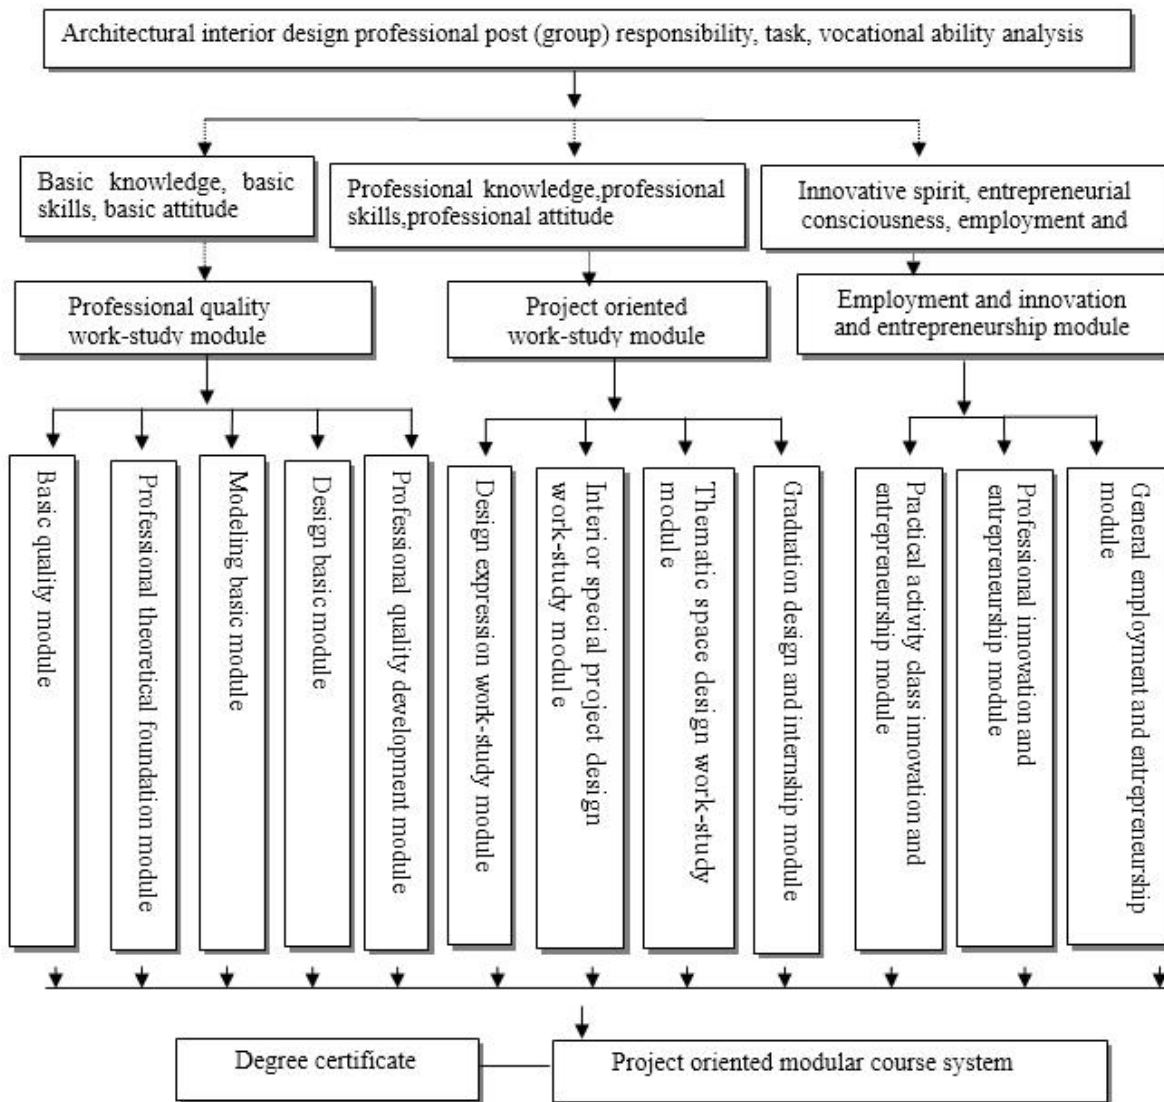 Architectural interior design professional post (group) responsibility, task, vocational ability analysis
Basic knowledge, basic
skills, basic attitude
Professional knowledge,professional
skills,professional attitude
Innovative spirit, entrepreneurial
consciousness, employment and
Professional quality
work-study module
Project oriented
work-study module
Employment and innovation
and entrepreneurship module
Basic quality module
Professional theoretical foundation module
Modeling basic module
Design basic module
Professional quality development module
Design expression work-study module
Interior special project design
work-study module
Thematic space design work-study
module
Graduation design and internship module
Practical activity class innovation and
entrepreneurship module
Professional innovation and
entrepreneurship module
General employment and entrepreneurship
module
Degree certificate
Project oriented modular course system